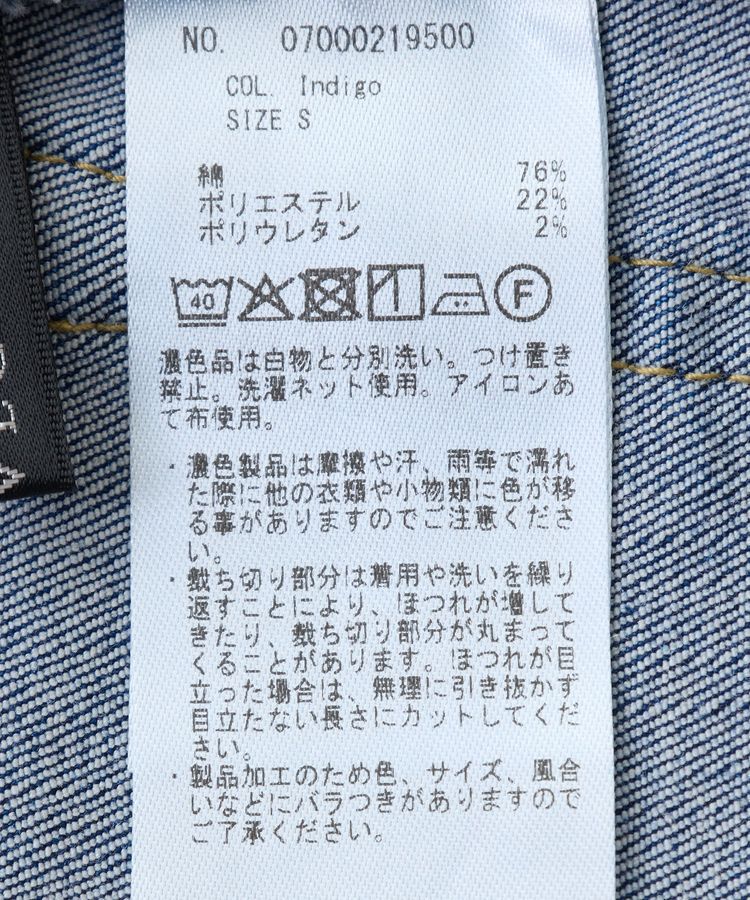 NO. 07000219500
COL. Indigo
SIZE S
綿 76%
ポリエステル 22%
ポリウレタン 2%
40 F
濃色品は白物と分別洗い。つけ置き
禁止。洗濯ネット使用。アイロンあ
て布使用。
・濃色製品は摩擦や汗、雨等で濡れ
た際に他の衣類や小物類に色が移
る事がありますのでご注意くださ
い。
・裁ち切り部分は着用や洗いを繰り
返すことにより、ほつれが増して
きたり、裁ち切り部分が丸まって
くることがあります。ほつれが目
立った場合は、無理に引き抜かず
目立たない長さにカットしてくだ
さい。
・製品加工のため色、サイズ、風合
いなどにバラつきがありますので
ご了承ください。